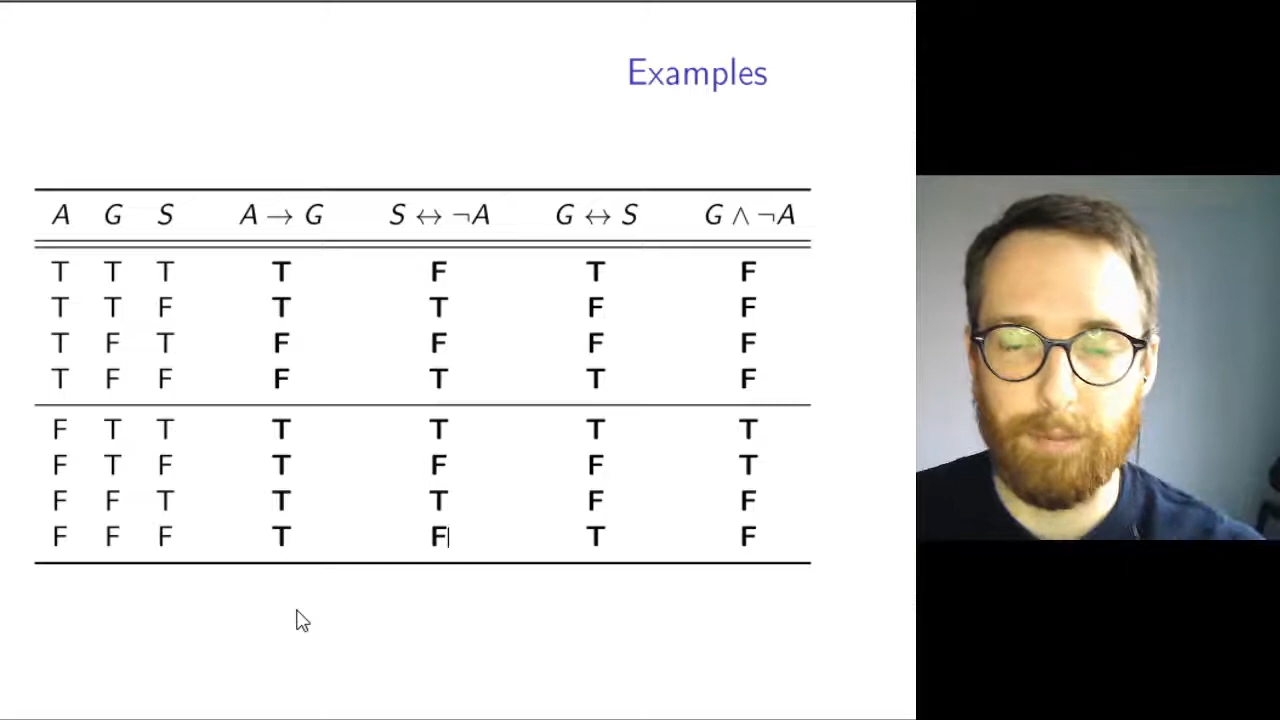 Examples
A G S A → G S ↔ ¬A G ↔ S G ∧ ¬A
T T T T F T F
T T F T T F F
T F T F F F F
T F F F T T F
F T T T T T T
F T F T F F T
F F T T T F F
F F F T F T F